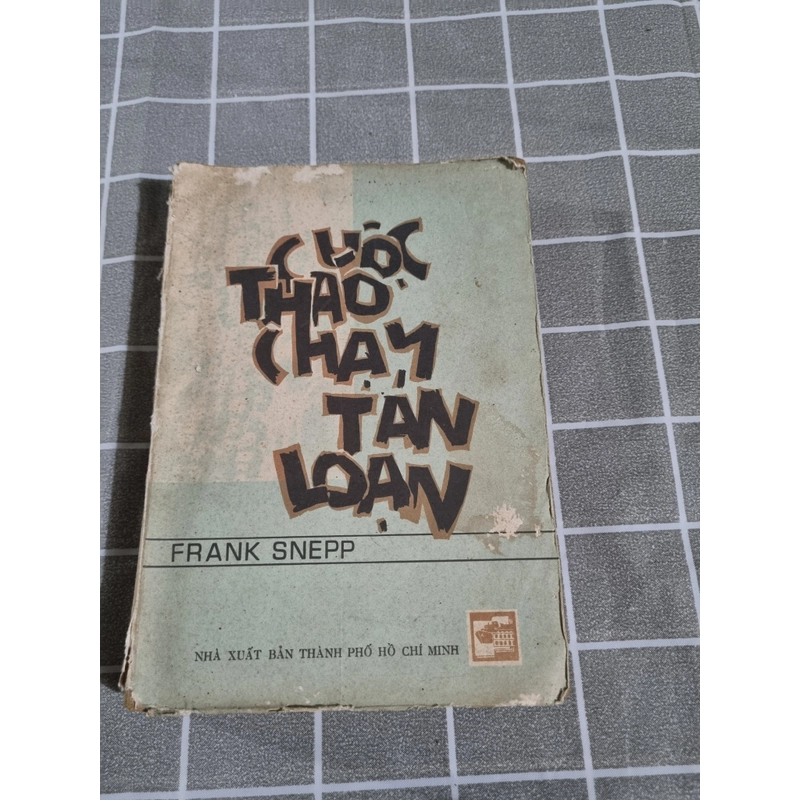 CUỘC
THÁO
CHẠY
TÁN
LOẠN
FRANK SNEPP
NHÀ XUẤT BẢN THÀNH PHỐ HỒ CHÍ MINH